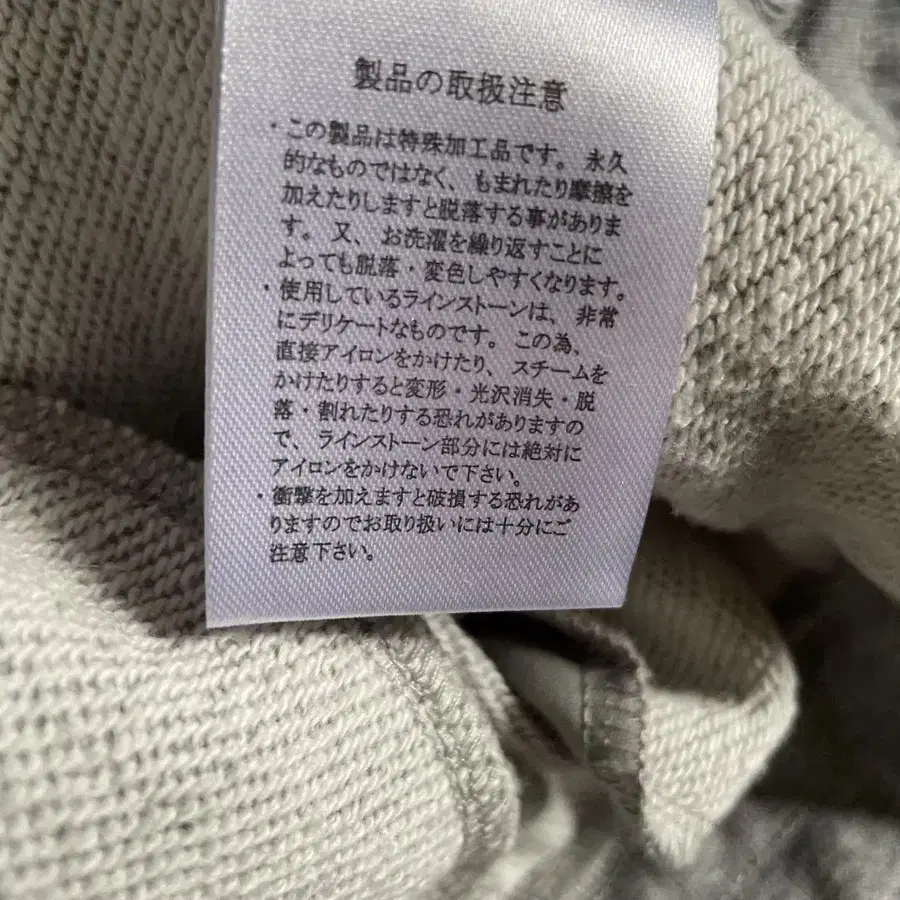 製品の取扱注意
・この製品は特殊加工品です。永久
的なものではなく、もまれたり摩擦を
加えたりしますと脱落する事がありま
す。又、お洗濯を繰り返すことに
よっても脱落・変色しやすくなります。
・使用しているラインストーンは、非常
にデリケートなものです。この為、
直接アイロンをかけたり、スチームを
かけたりすると変形・光沢消失・脱
落・割れたりする恐れがありますの
で、ラインストーン部分には絶対に
アイロンをかけないで下さい。
・衝撃を加えますと破損する恐れがあ
りますのでお取り扱いには十分にご
注意下さい。